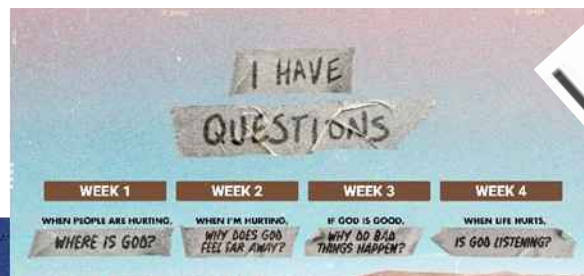 I HAVE
QUESTIONS
WEEK 1
WEEK 2
WEEK 3
WEEK 4
WHEN PEOPLE ARE HURTING,
WHERE IS GOD?
WHEN I'M HURTING,
WHY DOES GOD
FEEL FAR AWAY?
IF GOD IS GOOD,
WHY DO BAD
THINGS HAPPEN?
WHEN LIFE HURTS,
IS GOD LISTENING?